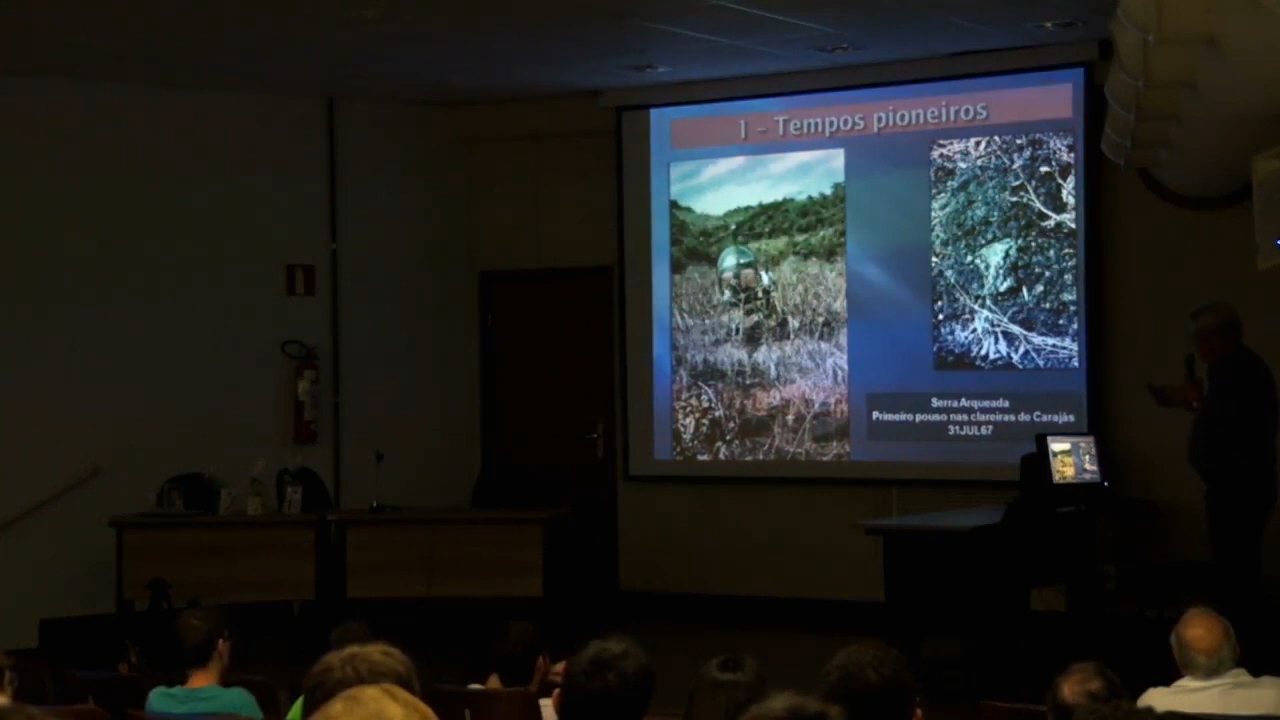 1 - Tempos pioneiros
Serra Arqueada
Primeiro pouso nas clareiras de Carajás
31JUL67